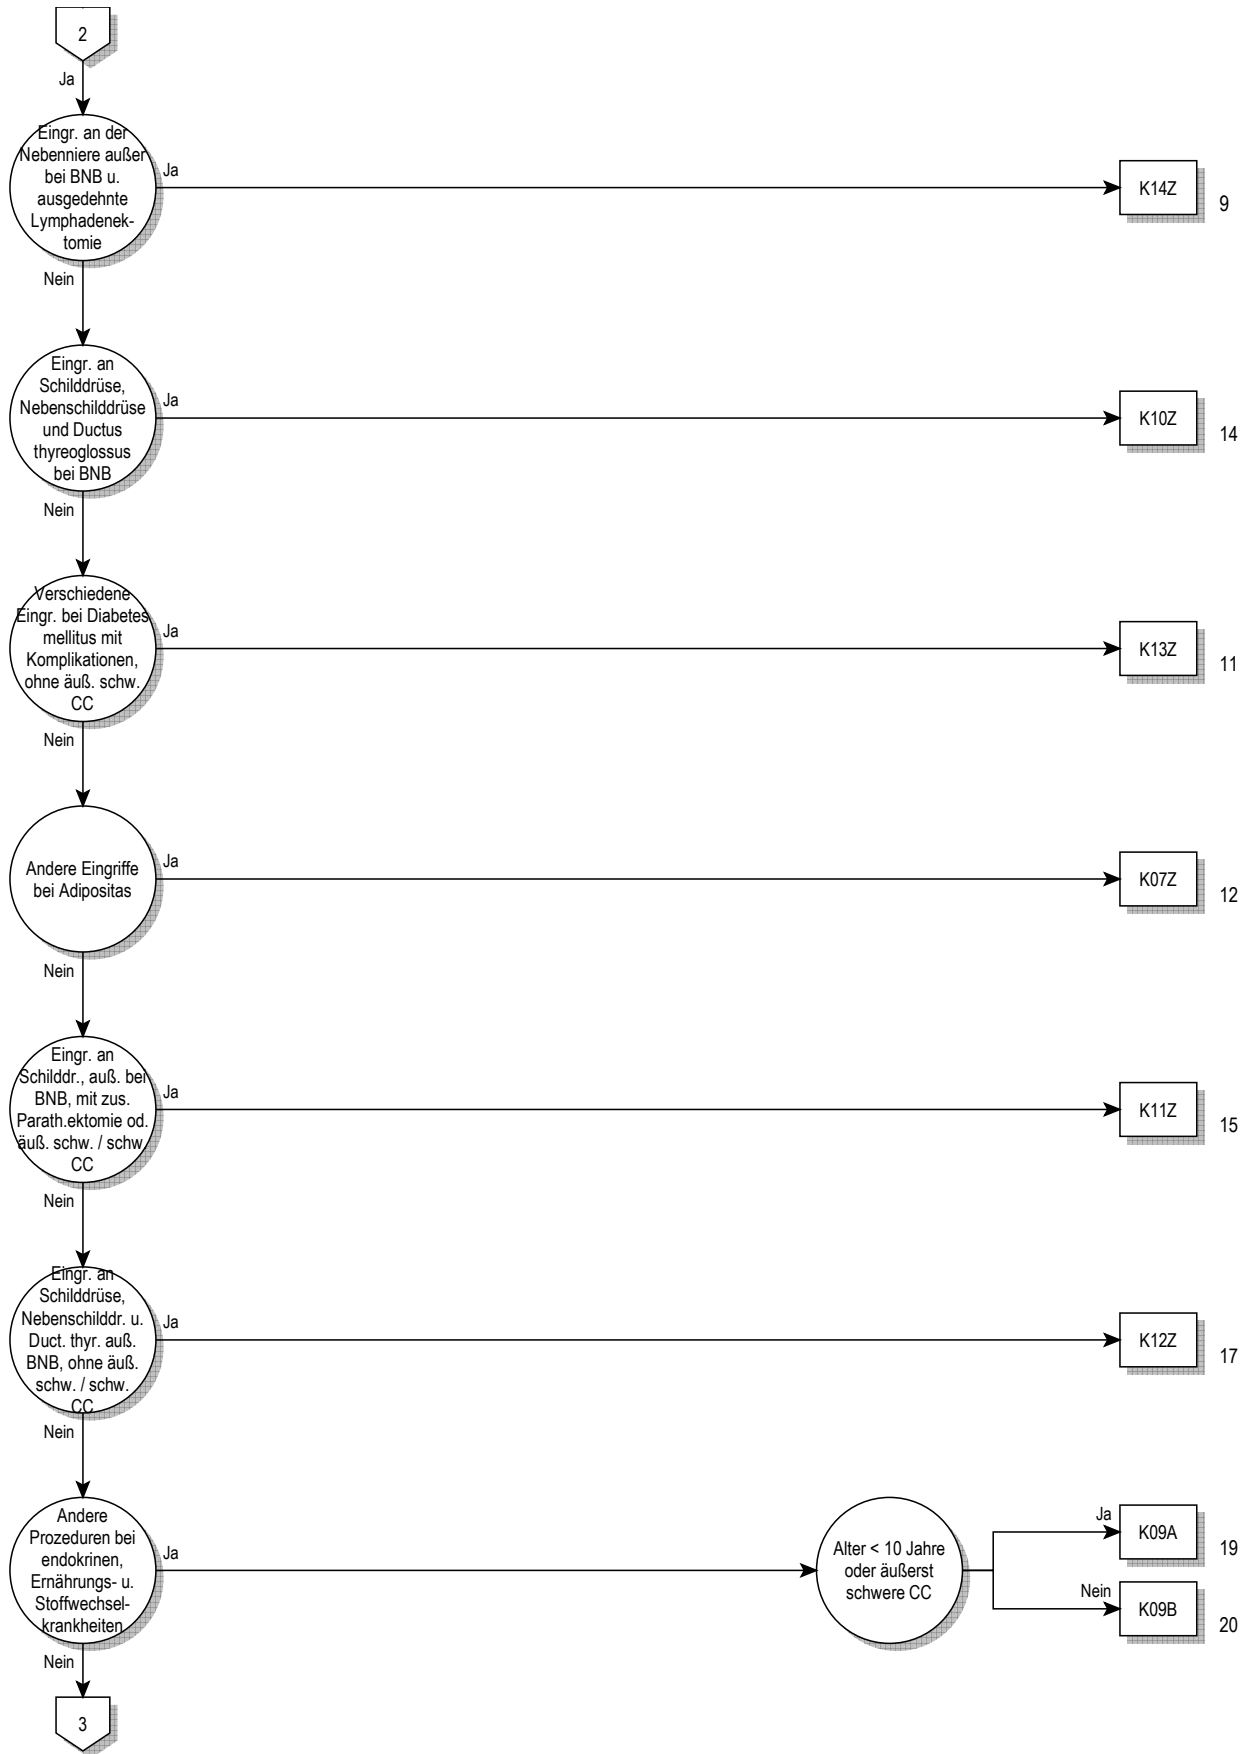 2
Ja
Eingr. an der
Nebenniere außer
bei BNB u.
ausgedehnte
Lymphadenek-
tomie
Ja
K14Z
9
Nein
Eingr. an
Schilddrüse,
Nebenschilddrüse
und Ductus
thyreoglossus
bei BNB
Ja
K10Z
14
Nein
Verschiedene
Eingr. bei Diabetes
mellitus mit
Komplikationen,
ohne äuß. schw.
CC
Ja
K13Z
11
Nein
Andere Eingriffe
bei Adipositas
Ja
K07Z
12
Nein
Eingr. an
Schilddr., auß. bei
BNB, mit zus.
Parath.ektomie od.
äuß. schw. / schw.
CC
Ja
K11Z
15
Nein
Eingr. an
Schilddrüse,
Nebenschilddr. u.
Duct. thyr. auß.
BNB, ohne äuß.
schw. / schw.
CC
Ja
K12Z
17
Nein
Andere
Prozeduren bei
endokrinen,
Ernährungs- u.
Stoffwechsel-
krankheiten
Ja
Alter < 10 Jahre
oder äußerst
schwere CC
Ja
K09A
19
Nein
K09B
20
Nein
3